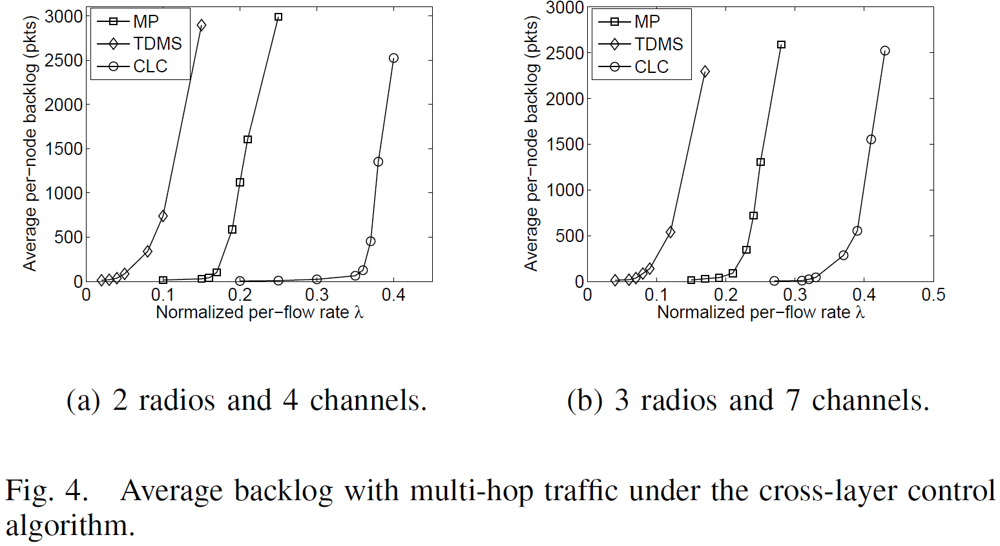 Average per−node backlog (pkts)
3000
2500
2000
1500
1000
500
0
MP
TDMS
CLC
0 0.1 0.2 0.3 0.4
Normalized per−flow rate λ
(a) 2 radios and 4 channels.
Average per−node backlog (pkts)
3000
2500
2000
1500
1000
500
0
MP
TDMS
CLC
0 0.1 0.2 0.3 0.4 0.5
Normalized per−flow rate λ
(b) 3 radios and 7 channels.
Fig. 4. Average backlog with multi-hop traffic under the cross-layer control
algorithm.